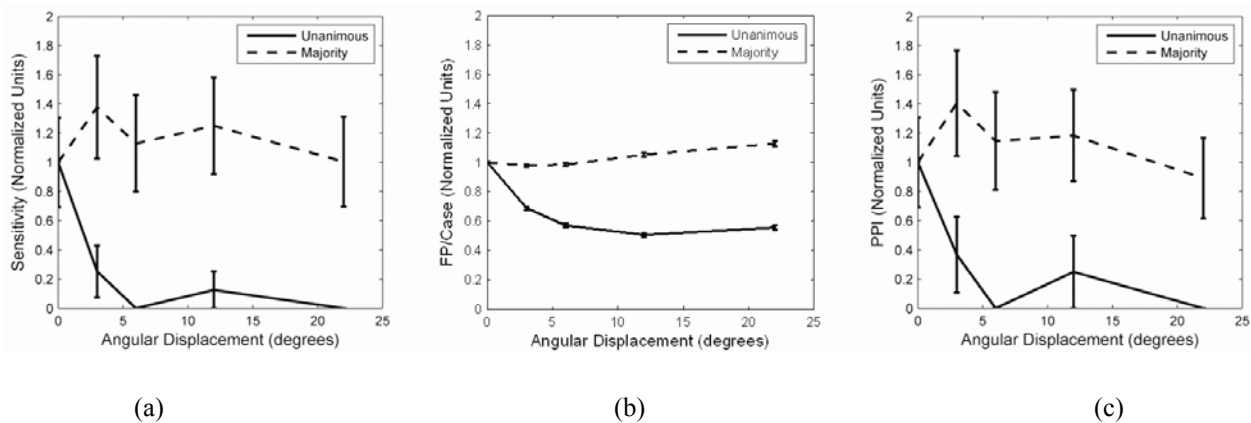 2
1.8
1.6
1.4
1.2
1
0.8
0.6
0.4
0.2
0
Sensitivity (Normalized Units)
Unanimous
Majority
0 5 10 15 20 25
Angular Displacement (degrees)
(a)
2
1.8
1.6
1.4
1.2
1
0.8
0.6
0.4
0.2
0
FP/Case (Normalized Units)
Unanimous
Majority
0 5 10 15 20 25
Angular Displacement (degrees)
(b)
2
1.8
1.6
1.4
1.2
1
0.8
0.6
0.4
0.2
0
PPI (Normalized Units)
Unanimous
Majority
0 5 10 15 20 25
Angular Displacement (degrees)
(c)